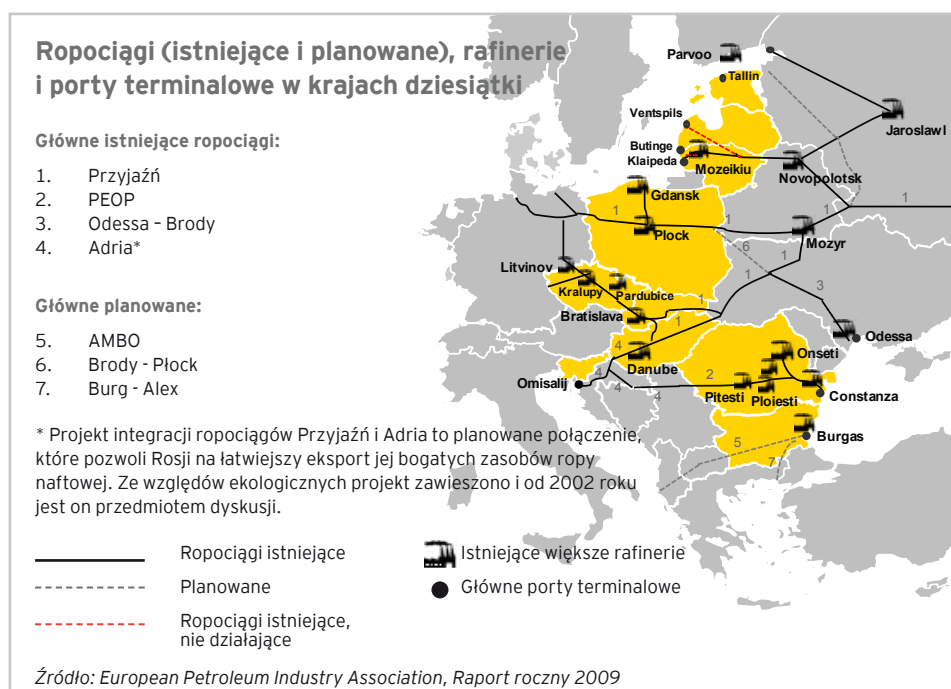 Ropociągi (istniejące i planowane), rafinerie
i porty terminalowe w krajach dziesiątki
Główne istniejące ropociągi:
1. Przyjaźń
2. PEOP
3. Odessa – Brody
4. Adria*
Główne planowane:
5. AMBO
6. Brody - Płock
7. Burg - Alex
* Projekt integracji ropociągów Przyjaźń i Adria to planowane połączenie,
które pozwoli Rosji na łatwiejszy eksport jej bogatych zasobów ropy
naftowej. Ze względów ekologicznych projekt zawieszono i od 2002 roku
jest on przedmiotem dyskusji.
Parvoo
Tallin
Ventspils
Jaroslawl
Butinge
Klaipeda
Mozeikiu
Novopolotsk
Gdansk
1
1
1
1
1
Plock
Mozyr
6
1
Litvinov
1
3
Kralupy
Pardubice
1
Bratislava
1
Odessa
4
Onseti
Danube
4
2
Omisalij
4
4
Pitesti
Ploiesti
Constanza
5
Burgas
7
Ropociągi istniejące
Planowane
Ropociągi istniejące,
nie działające
Istniejące większe rafinerie
Główne porty terminalowe
Źródło: European Petroleum Industry Association, Raport roczny 2009